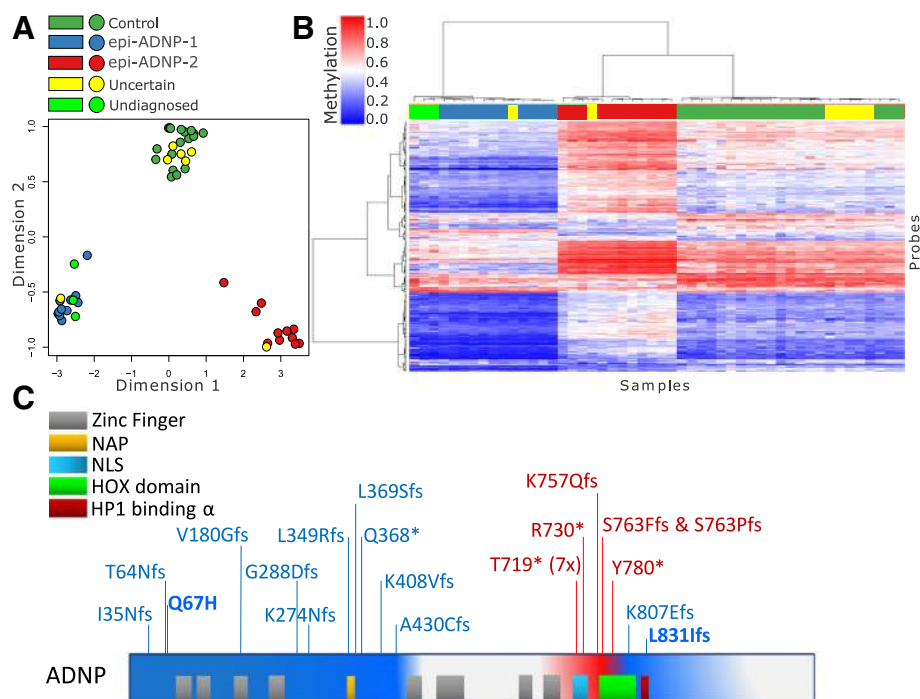 A
Control
epi-ADNP-1
epi-ADNP-2
Uncertain
Undiagnosed
Dimension 2
1.0
0.5
0.0
−0.5
−1.0
−3 −2 −1 0 1 2 3
Dimension 1
B
Methylation
1.0
0.8
0.6
0.4
0.2
0.0
Probes
Samples
C
Zinc Finger
NAP
NLS
HOX domain
HP1 binding α
K757Qfs
L369Sfs
V180Gfs L349Rfs Q368* R730* S763Ffs & S763Pfs
T64Nfs G288Dfs K408Vfs T719* (7x) Y780*
Q67H
I35Nfs K274Nfs A430Cfs K807Efs
L831Ifs
ADNP